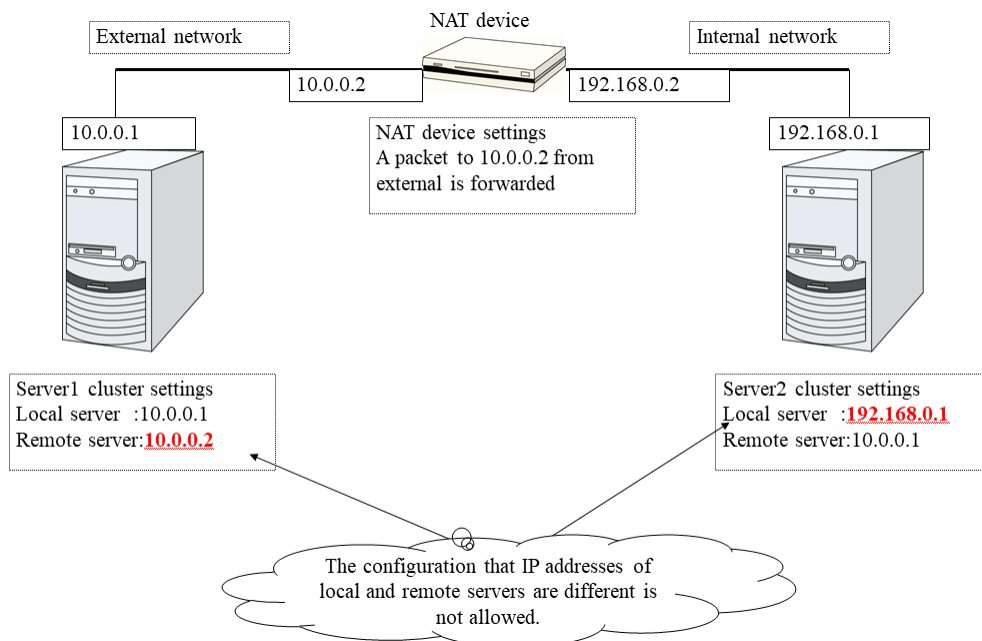 NAT device
External network
Internal network
10.0.0.2
192.168.0.2
10.0.0.1
192.168.0.1
NAT device settings
A packet to 10.0.0.2 from
external is forwarded
Server1 cluster settings
Local server :10.0.0.1
Remote server:10.0.0.2
Server2 cluster settings
Local server :192.168.0.1
Remote server:10.0.0.1
The configuration that IP addresses of
local and remote servers are different is
not allowed.